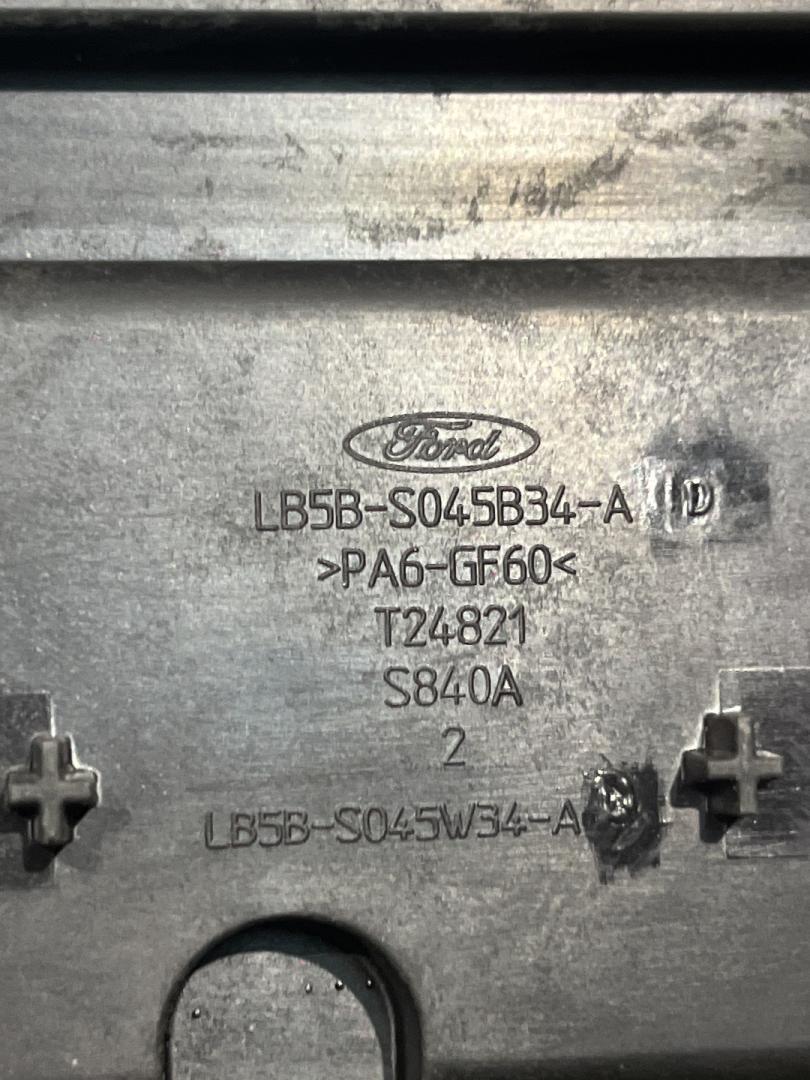 Ford
LB5B-S045B34-A D
>PA6-GF60<
T24821
S840A
2
LB5B-S045W34-A